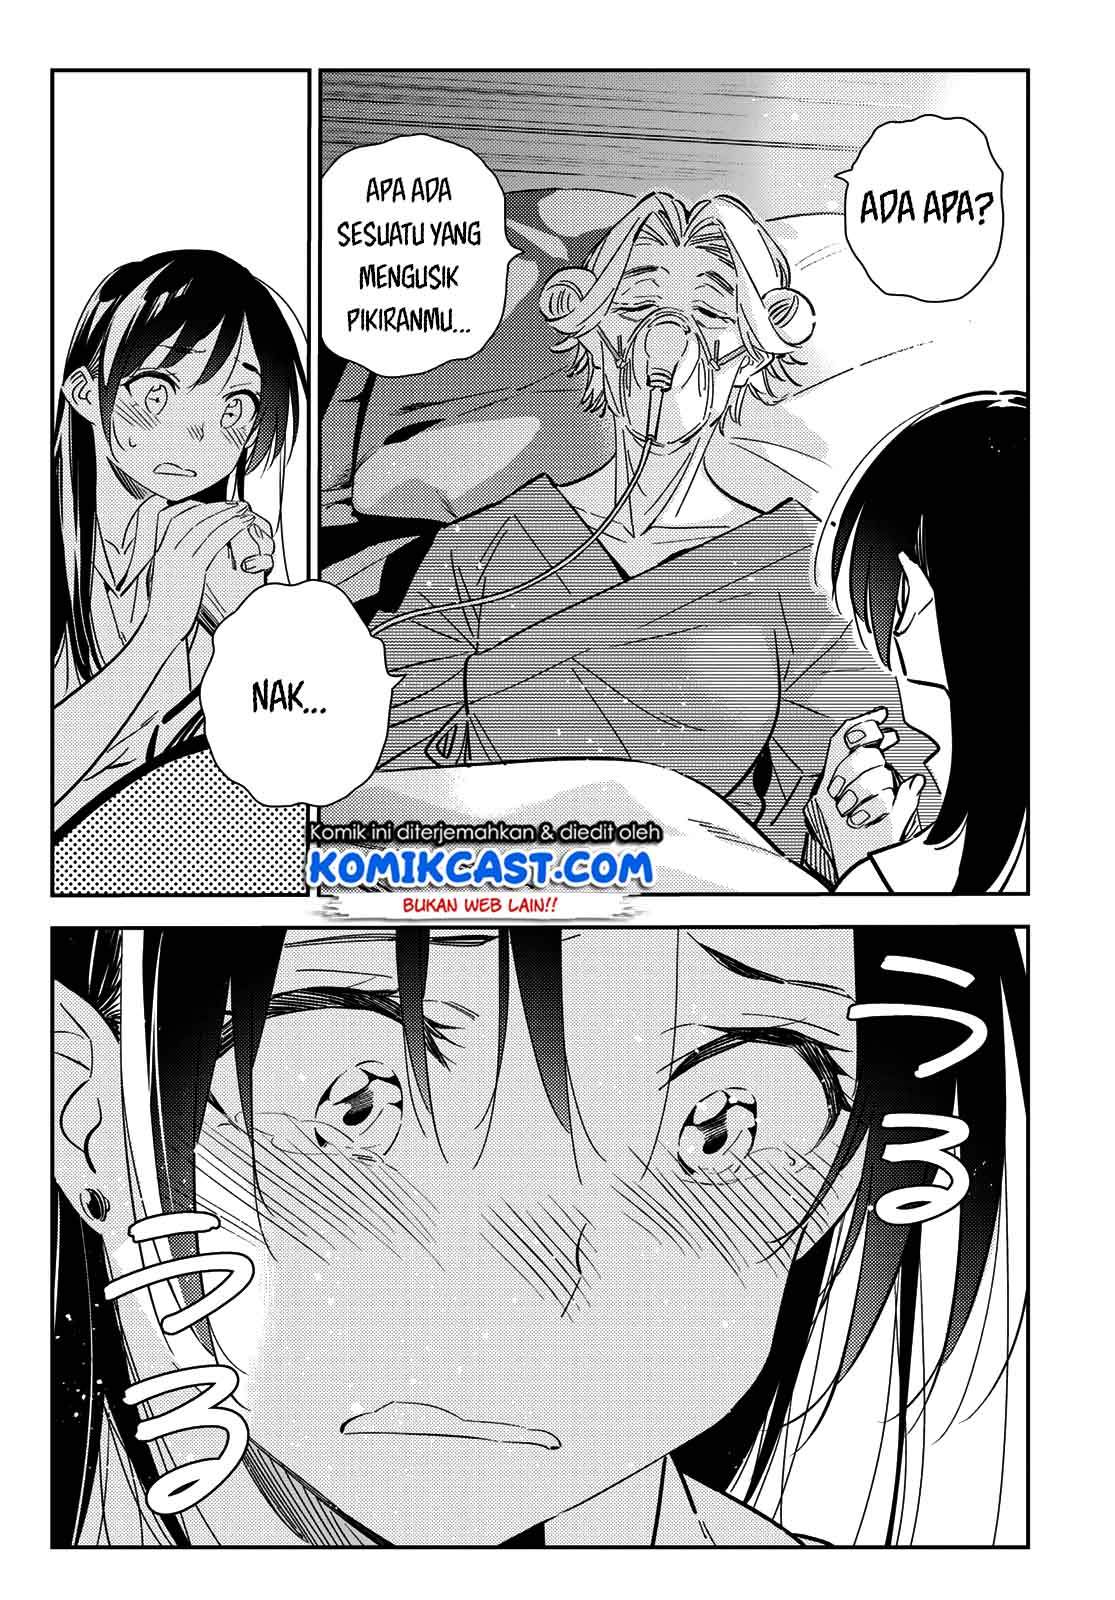 ADA APA?
APA ADA
SESUATU YANG
MENGUSIK
PIKIRANMU...
NAK...
Komik ini diterjemahkan & diedit oleh
KOMIKCAST.COM
BUKAN WEB LAIN!!
うる
うる